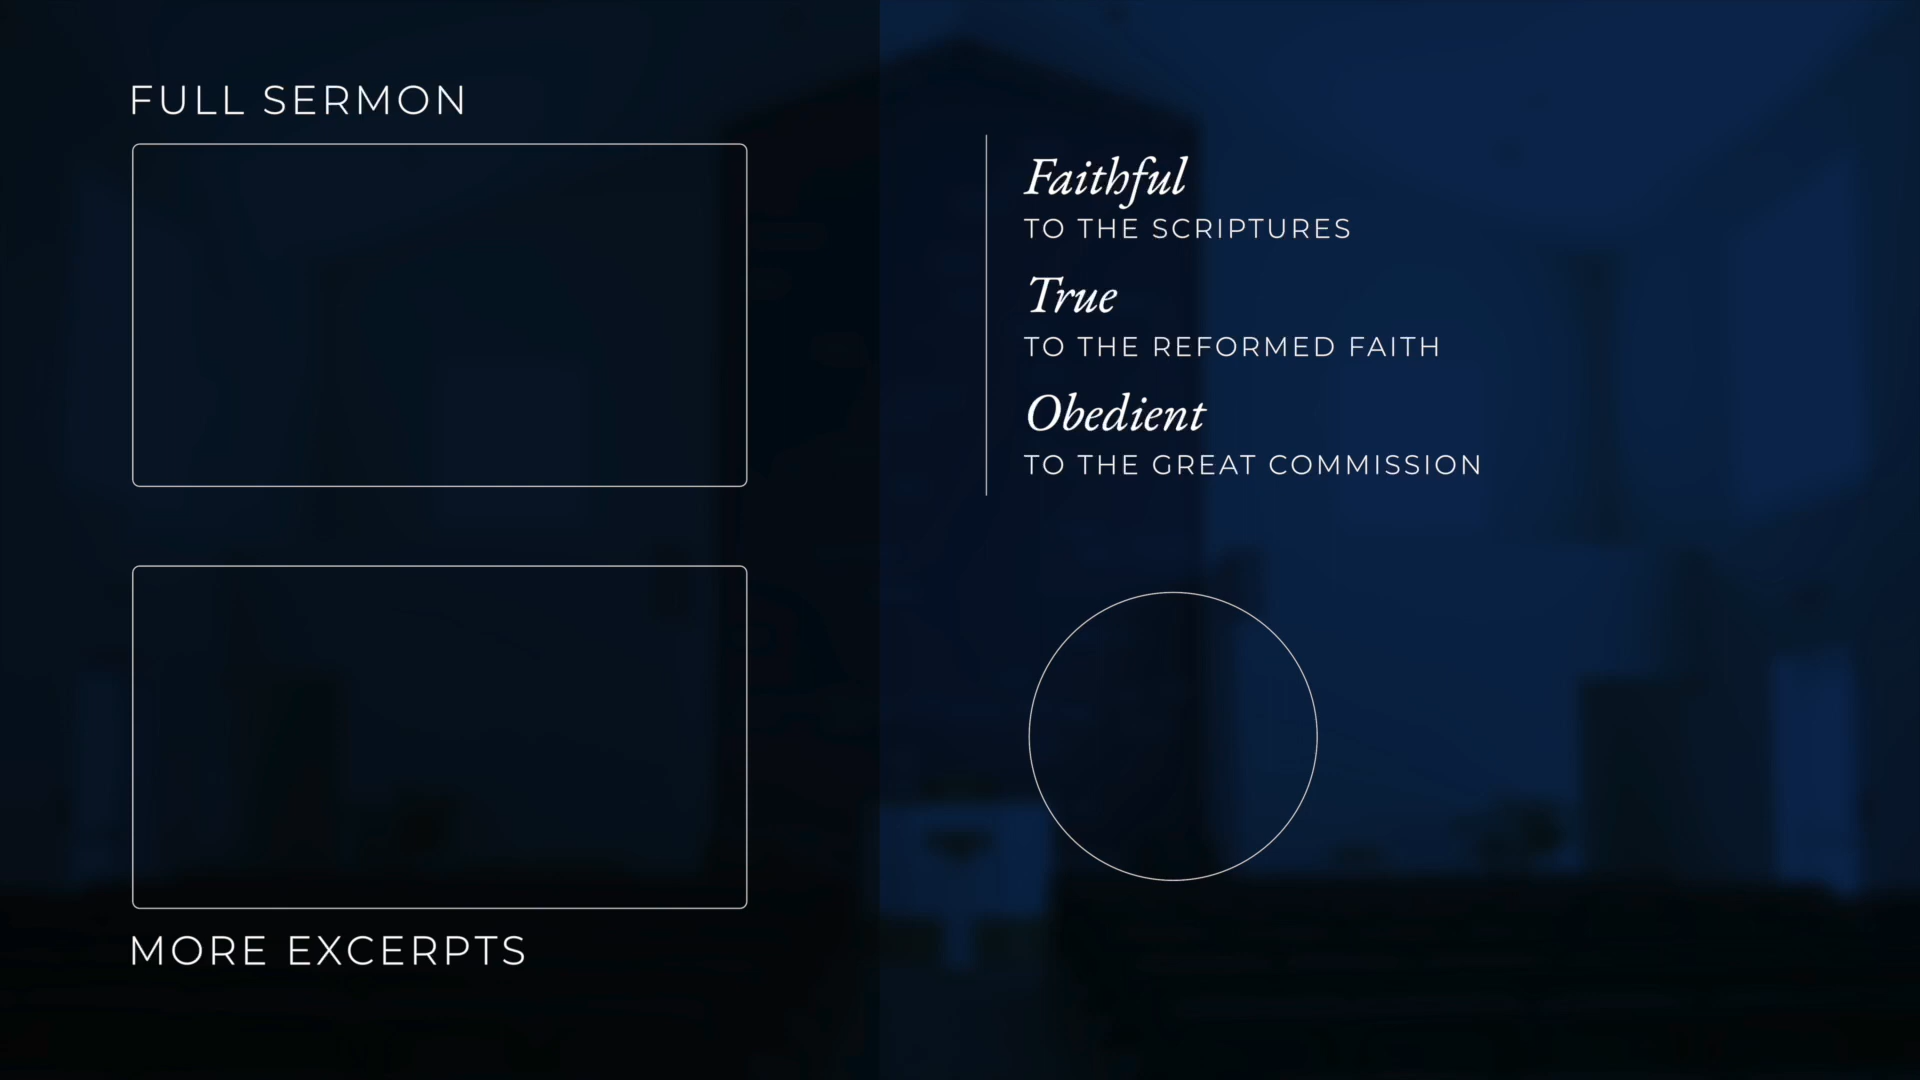 FULL SERMON
Faithful
TO THE SCRIPTURES
True
TO THE REFORMED FAITH
Obedient
TO THE GREAT COMMISSION
MORE EXCERPTS